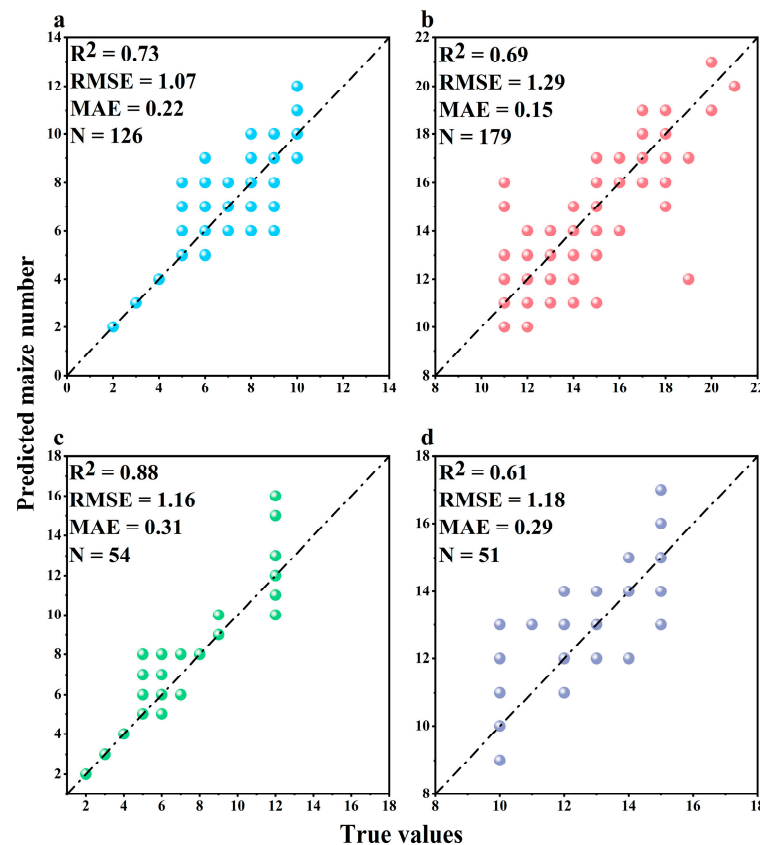 a
R² = 0.73
RMSE = 1.07
MAE = 0.22
N = 126
14
12
10
8
6
4
2
0
0 2 4 6 8 10 12 14
b
R² = 0.69
RMSE = 1.29
MAE = 0.15
N = 179
22
20
18
16
14
12
10
8
8 10 12 14 16 18 20 22
c
R² = 0.88
RMSE = 1.16
MAE = 0.31
N = 54
18
16
14
12
10
8
6
4
2
2 4 6 8 10 12 14 16 18
d
R² = 0.61
RMSE = 1.18
MAE = 0.29
N = 51
18
16
14
12
10
8
8 10 12 14 16 18
Predicted maize number
True values